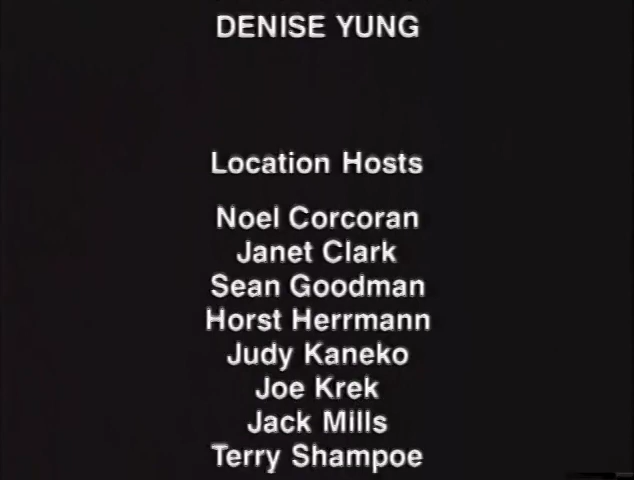 DENISE YUNG
Location Hosts
Noel Corcoran
Janet Clark
Sean Goodman
Horst Herrmann
Judy Kaneko
Joe Krek
Jack Mills
Terry Shampoe